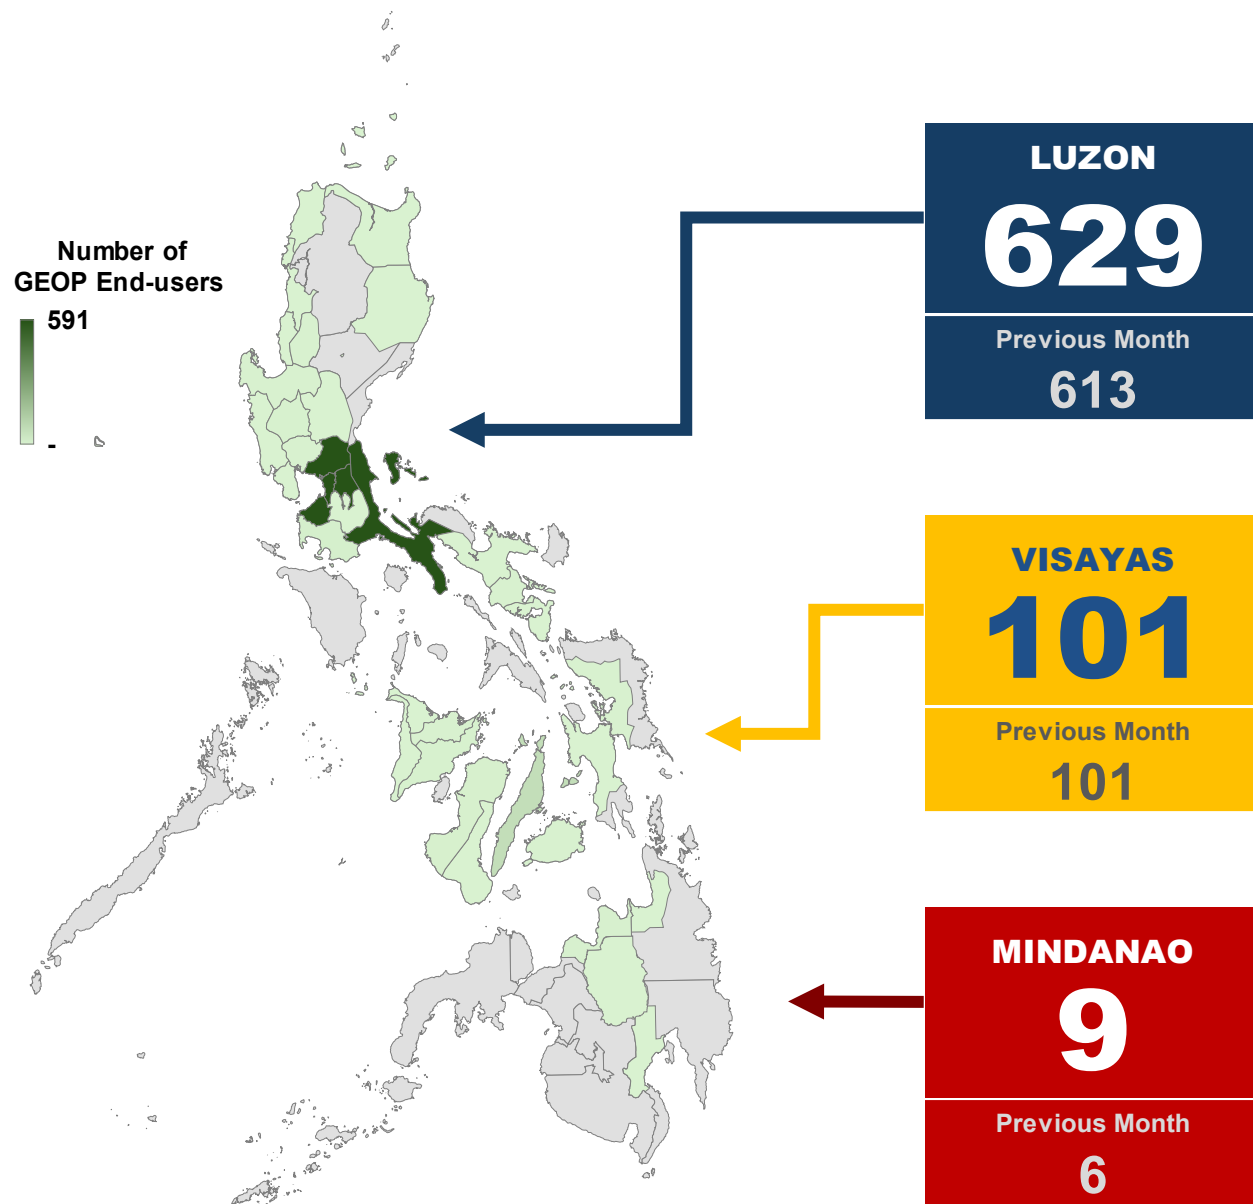 Number of
GEOP End-users
591
-
LUZON
629
Previous Month
613
VISAYAS
101
Previous Month
101
MINDANAO
9
Previous Month
6